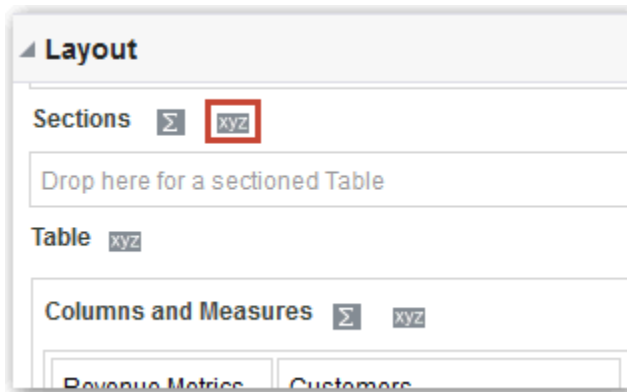 Layout
Sections Σ xyz
Drop here for a sectioned Table
Table xyz
Columns and Measures Σ xyz
Revenue Metrics Customers